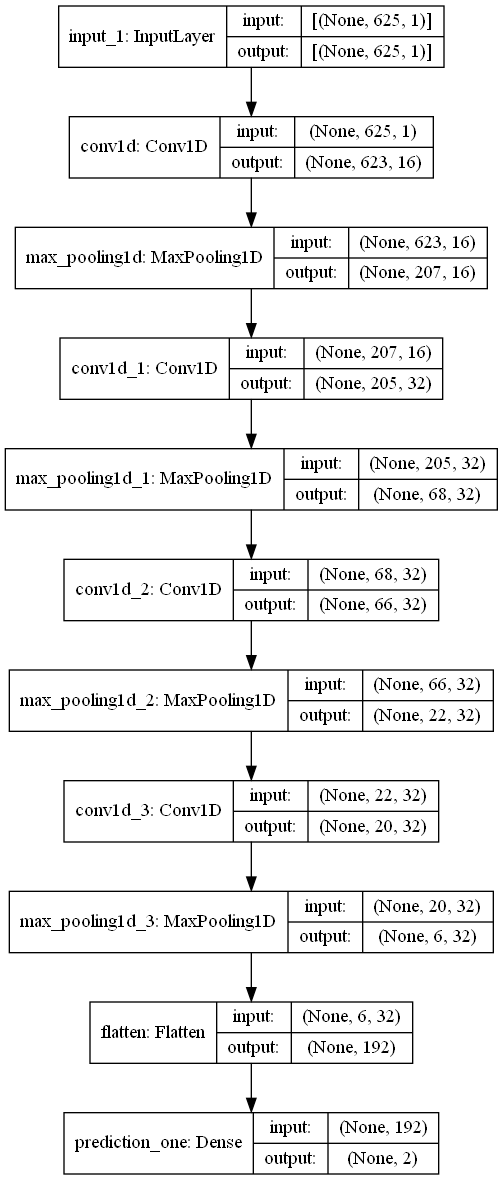 input_1: InputLayer
input: [(None, 625, 1)]
output: [(None, 625, 1)]
conv1d: Conv1D
input: (None, 625, 1)
output: (None, 623, 16)
max_pooling1d: MaxPooling1D
input: (None, 623, 16)
output: (None, 207, 16)
conv1d_1: Conv1D
input: (None, 207, 16)
output: (None, 205, 32)
max_pooling1d_1: MaxPooling1D
input: (None, 205, 32)
output: (None, 68, 32)
conv1d_2: Conv1D
input: (None, 68, 32)
output: (None, 66, 32)
max_pooling1d_2: MaxPooling1D
input: (None, 66, 32)
output: (None, 22, 32)
conv1d_3: Conv1D
input: (None, 22, 32)
output: (None, 20, 32)
max_pooling1d_3: MaxPooling1D
input: (None, 20, 32)
output: (None, 6, 32)
flatten: Flatten
input: (None, 6, 32)
output: (None, 192)
prediction_one: Dense
input: (None, 192)
output: (None, 2)